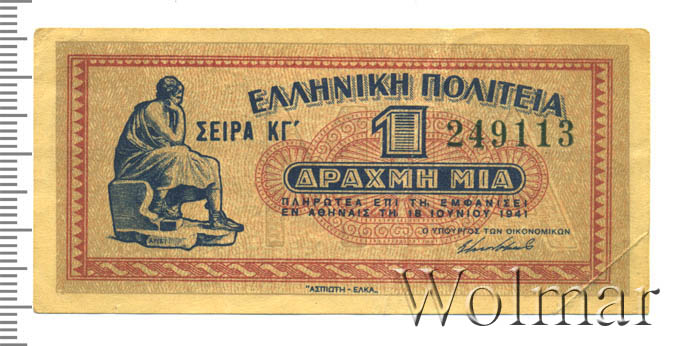 ΕΛΛΗΝΙΚΗ ΠΟΛΙΤΕΙΑ
ΣΕΙΡΑ ΚΓ' 1 249113
ΔΡΑΧΜΗ ΜΙΑ
ΠΛΗΡΩΤΕΑ ΕΠΙ ΤΗ ΕΜΦΑΝΙΣΕΙ
ΕΝ ΑΘΗΝΑΙΣ ΤΗ 18 ΙΟΥΝΙΟΥ 1941
Ο ΥΠΟΥΡΓΟΣ ΤΩΝ ΟΙΚΟΝΟΜΙΚΩΝ
"ΑΣΠΙΩΤΗ - ΕΛΚΑ"
Wolmar